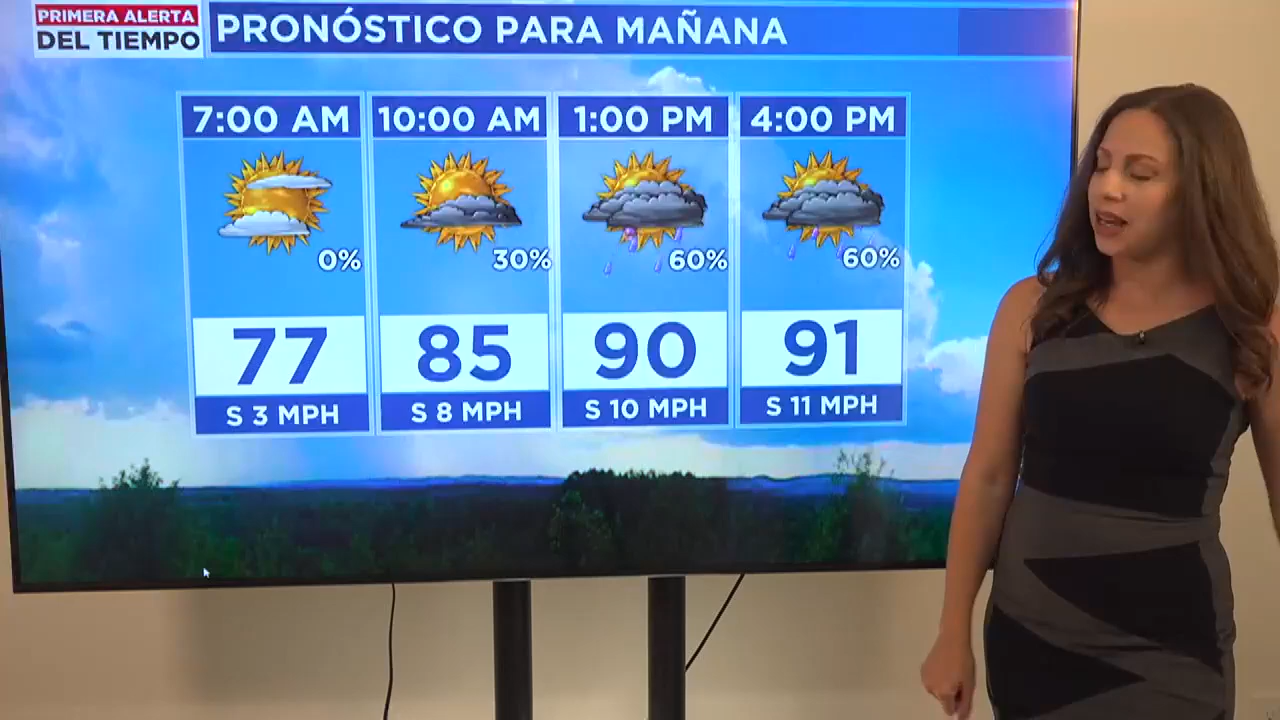 PRIMERA ALERTA
DEL TIEMPO
PRONÓSTICO PARA MAÑANA
7:00 AM
10:00 AM
1:00 PM
4:00 PM
0%
30%
60%
60%
77
85
90
91
S 3 MPH
S 8 MPH
S 10 MPH
S 11 MPH